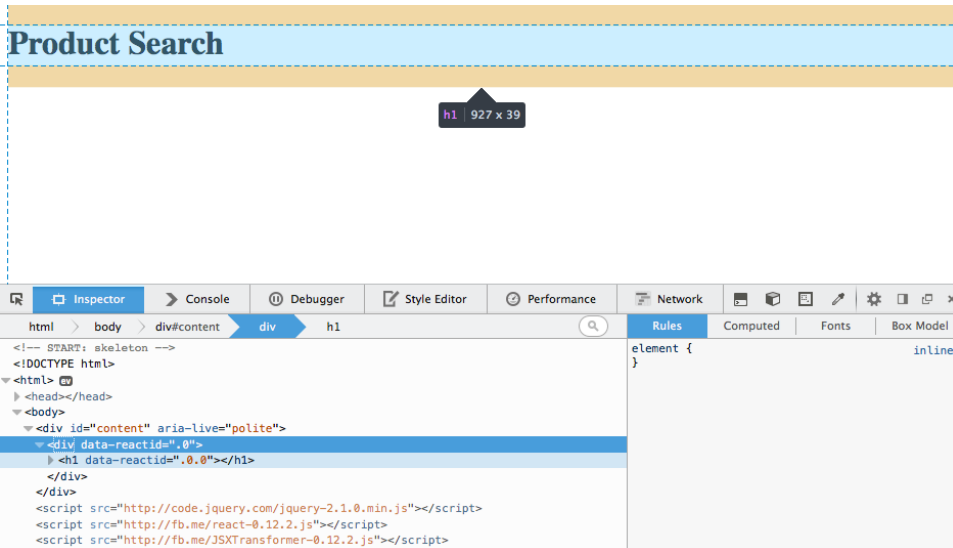 Product Search
h1 927 x 39
Inspector Console Debugger Style Editor Performance Network
html body div#content div h1
Rules Computed Fonts Box Model
<!-- START: skeleton -->
<!DOCTYPE html>
<html> ev
<head></head>
<body>
<div id="content" aria-live="polite">
<div data-reactid=".0">
<h1 data-reactid=".0.0"></h1>
</div>
</div>
<script src="http://code.jquery.com/jquery-2.1.0.min.js"></script>
<script src="http://fb.me/react-0.12.2.js"></script>
<script src="http://fb.me/JSXTransformer-0.12.2.js"></script>
element { inline
}